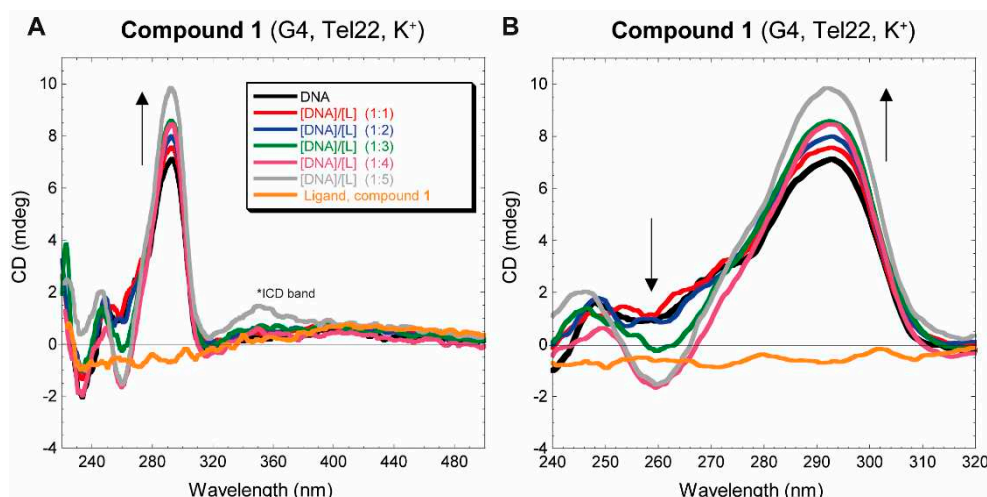 A
Compound 1 (G4, Tel22, K⁺)
CD (mdeg)
10
8
6
4
2
0
-2
-4
DNA
[DNA]/[L] (1:1)
[DNA]/[L] (1:2)
[DNA]/[L] (1:3)
[DNA]/[L] (1:4)
[DNA]/[L] (1:5)
Ligand, compound 1
*ICD band
240 280 320 360 400 440 480
Wavelength (nm)
B
Compound 1 (G4, Tel22, K⁺)
CD (mdeg)
10
8
6
4
2
0
-2
-4
240 250 260 270 280 290 300 310 320
Wavelength (nm)